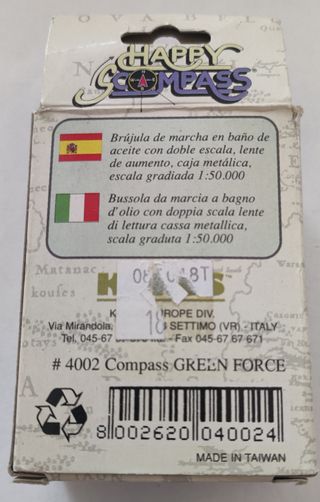 HAPPY
COMPASS
Brújula de marcha en baño de
aceite con doble escala, lente
de aumento, caja metálica,
escala gradiada 1:50.000
Bussola da marcia a bagno
d'olio con doppia scala lente
di lettura cassa metallica,
scala graduta 1:50.000
EUROPE DIV.
Via Mirandola, SETTIMO (VR) - ITALY
Tel. 045-67 - Fax 045-67 67 671
# 4002 Compass GREEN FORCE
8 002620 040024
MADE IN TAIWAN